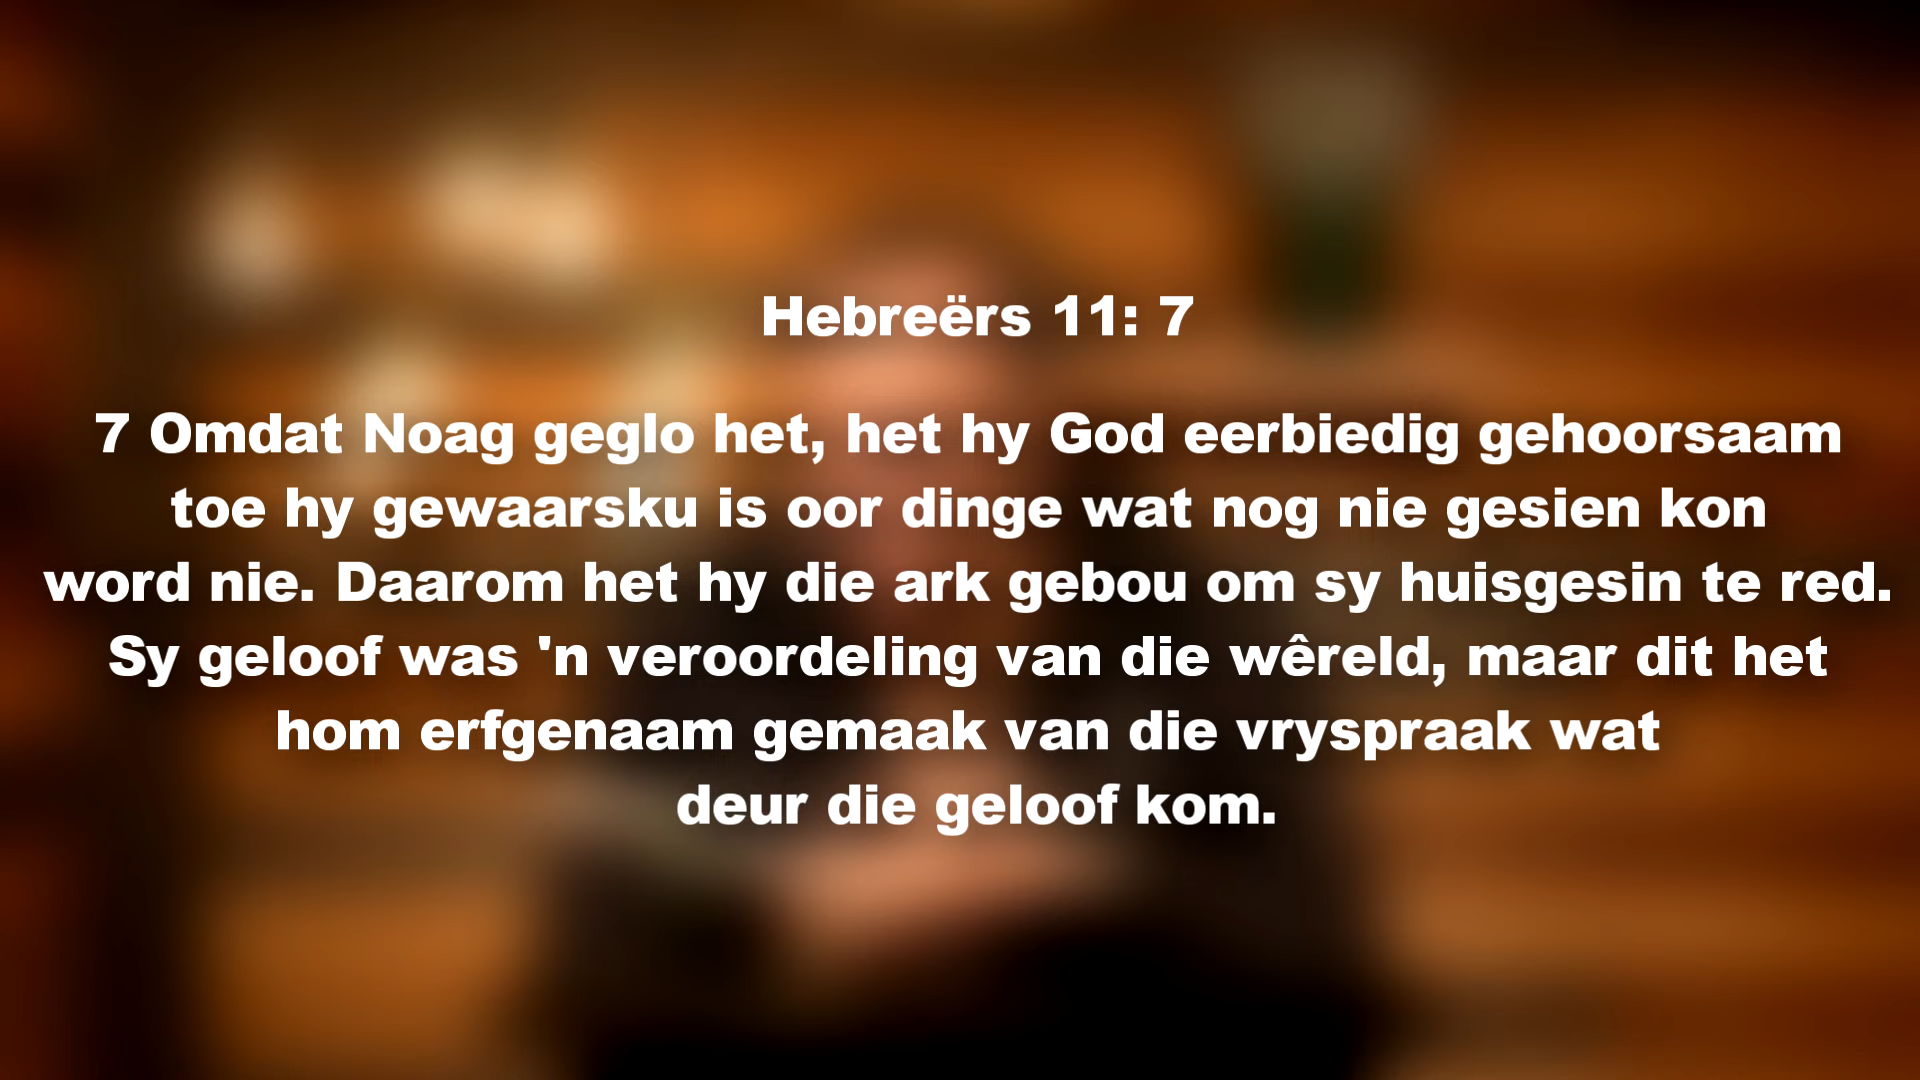 Hebreërs 11: 7
7 Omdat Noag geglo het, het hy God eerbiedig gehoorsaam
toe hy gewaarsku is oor dinge wat nog nie gesien kon
word nie. Daarom het hy die ark gebou om sy huisgesin te red.
Sy geloof was 'n veroordeling van die wêreld, maar dit het
hom erfgenaam gemaak van die vryspraak wat
deur die geloof kom.